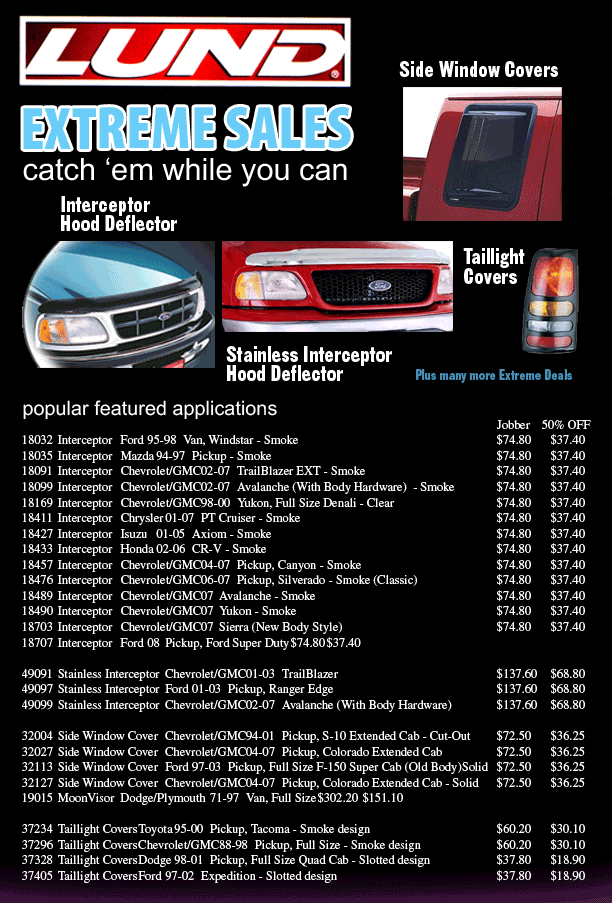 LUND®
EXTREME SALES
catch ‘em while you can
Side Window Covers
Interceptor
Hood Deflector
Taillight
Covers
Stainless Interceptor
Hood Deflector
Plus many more Extreme Deals
popular featured applications
Jobber 50% OFF
18032 Interceptor Ford 95-98 Van, Windstar - Smoke $74.80 $37.40
18035 Interceptor Mazda 94-97 Pickup - Smoke $74.80 $37.40
18091 Interceptor Chevrolet/GMC02-07 TrailBlazer EXT - Smoke $74.80 $37.40
18099 Interceptor Chevrolet/GMC02-07 Avalanche (With Body Hardware) - Smoke $74.80 $37.40
18169 Interceptor Chevrolet/GMC98-00 Yukon, Full Size Denali - Clear $74.80 $37.40
18411 Interceptor Chrysler 01-07 PT Cruiser - Smoke $74.80 $37.40
18427 Interceptor Isuzu 01-05 Axiom - Smoke $74.80 $37.40
18433 Interceptor Honda 02-06 CR-V - Smoke $74.80 $37.40
18457 Interceptor Chevrolet/GMC04-07 Pickup, Canyon - Smoke $74.80 $37.40
18476 Interceptor Chevrolet/GMC06-07 Pickup, Silverado - Smoke (Classic) $74.80 $37.40
18489 Interceptor Chevrolet/GMC07 Avalanche - Smoke $74.80 $37.40
18490 Interceptor Chevrolet/GMC07 Yukon - Smoke $74.80 $37.40
18703 Interceptor Chevrolet/GMC07 Sierra (New Body Style) $74.80 $37.40
18707 Interceptor Ford 08 Pickup, Ford Super Duty $74.80 $37.40
49091 Stainless Interceptor Chevrolet/GMC01-03 TrailBlazer $137.60 $68.80
49097 Stainless Interceptor Ford 01-03 Pickup, Ranger Edge $137.60 $68.80
49099 Stainless Interceptor Chevrolet/GMC02-07 Avalanche (With Body Hardware) $137.60 $68.80
32004 Side Window Cover Chevrolet/GMC94-01 Pickup, S-10 Extended Cab - Cut-Out $72.50 $36.25
32027 Side Window Cover Chevrolet/GMC04-07 Pickup, Colorado Extended Cab $72.50 $36.25
32113 Side Window Cover Ford 97-03 Pickup, Full Size F-150 Super Cab (Old Body)Solid $72.50 $36.25
32127 Side Window Cover Chevrolet/GMC04-07 Pickup, Colorado Extended Cab - Solid $72.50 $36.25
19015 MoonVisor Dodge/Plymouth 71-97 Van, Full Size $302.20 $151.10
37234 Taillight CoversToyota 95-00 Pickup, Tacoma - Smoke design $60.20 $30.10
37296 Taillight CoversChevrolet/GMC88-98 Pickup, Full Size - Smoke design $60.20 $30.10
37328 Taillight CoversDodge 98-01 Pickup, Full Size Quad Cab - Slotted design $37.80 $18.90
37405 Taillight CoversFord 97-02 Expedition - Slotted design $37.80 $18.90